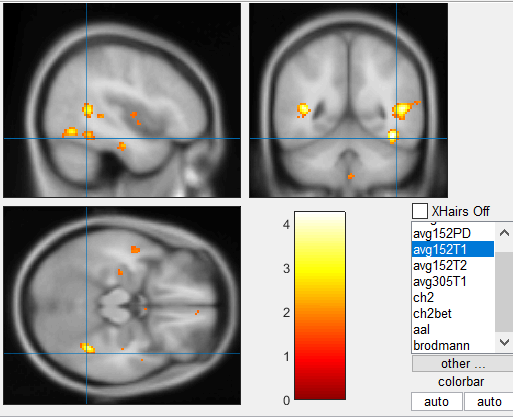 4
3
2
1
0
XHairs Off
avg152PD
avg152T1
avg152T2
avg305T1
ch2
ch2bet
aal
brodmann
other ...
colorbar
auto auto